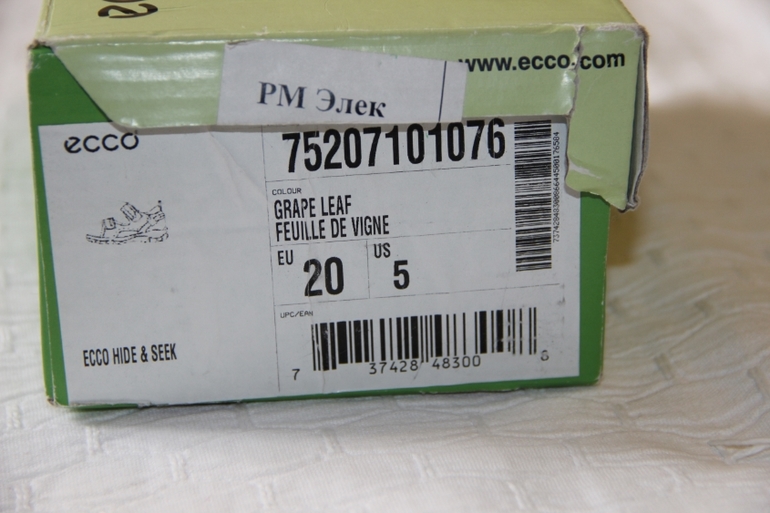 www.ecco.com
РМ Элек
ecco
75207101076
COLOUR
GRAPE LEAF
FEUILLE DE VIGNE
EU 20 US 5
UPC/EAN
ECCO HIDE & SEEK
7 37428 48300 6